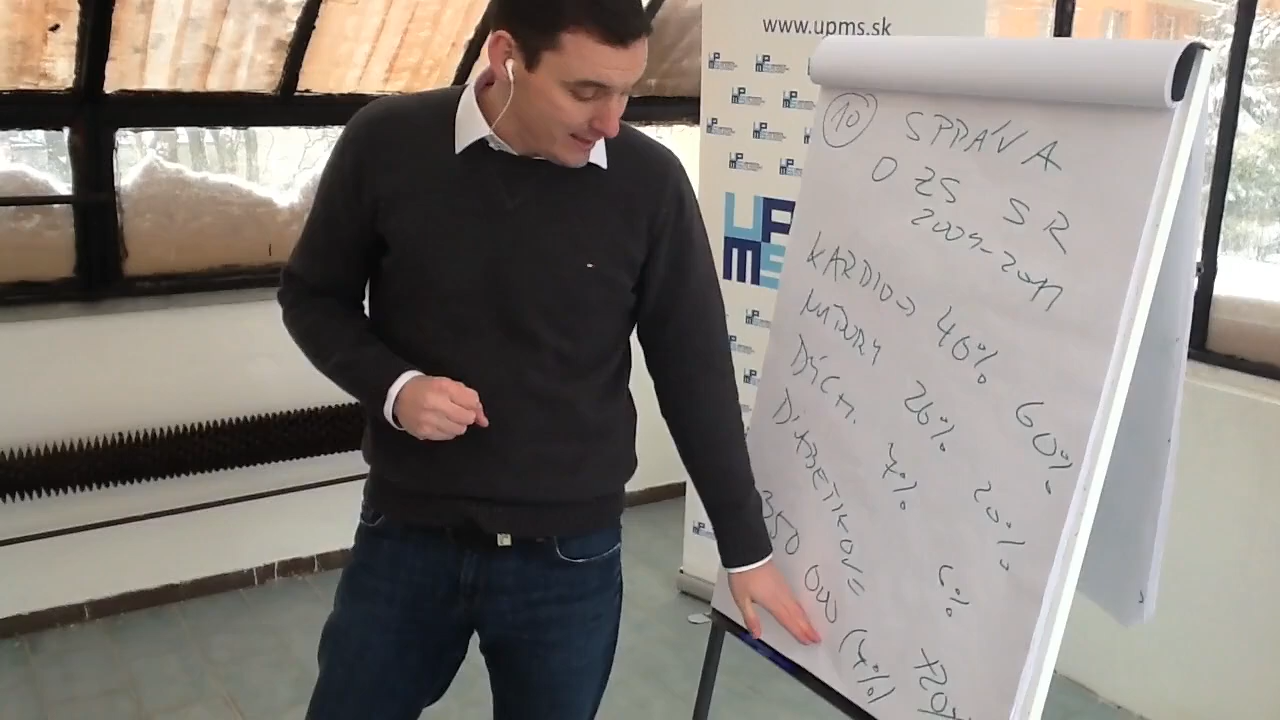 www.upms.sk
UPMS
10 SPRÁVA
O ZS SR
2009-2011
KARDIO → 46% 60%
NÁDORY 26% 20%
DÝCH. 7% 6%
DIABETIKOVÉ
350 000 (7%)